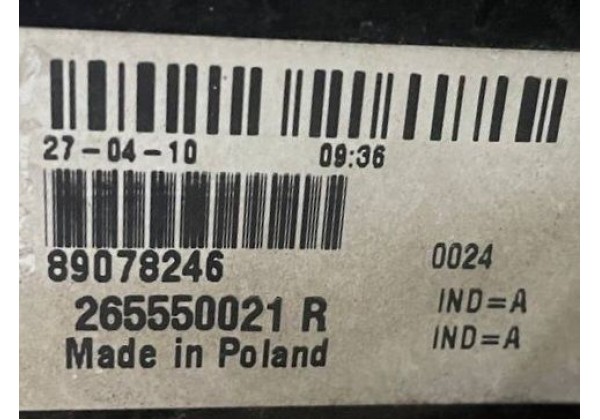 27-04-10 09:36
89078246
0024
265550021 R
IND=A
Made in Poland
IND=A